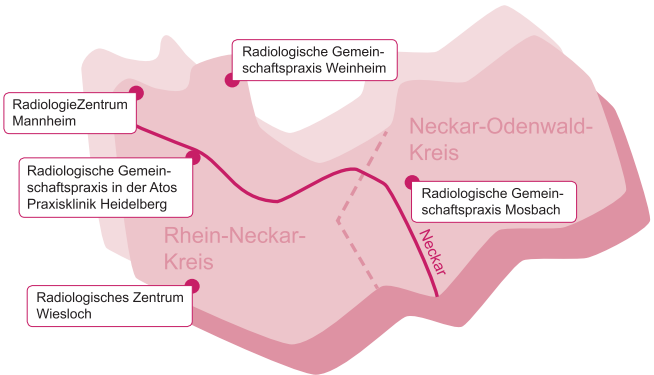 Radiologische Gemein-
schaftspraxis Weinheim
RadiologieZentrum
Mannheim
Neckar-Odenwald-
Kreis
Radiologische Gemein-
schaftspraxis in der Atos
Praxisklinik Heidelberg
Radiologische Gemein-
schaftspraxis Mosbach
Rhein-Neckar-
Kreis
Neckar
Radiologisches Zentrum
Wiesloch